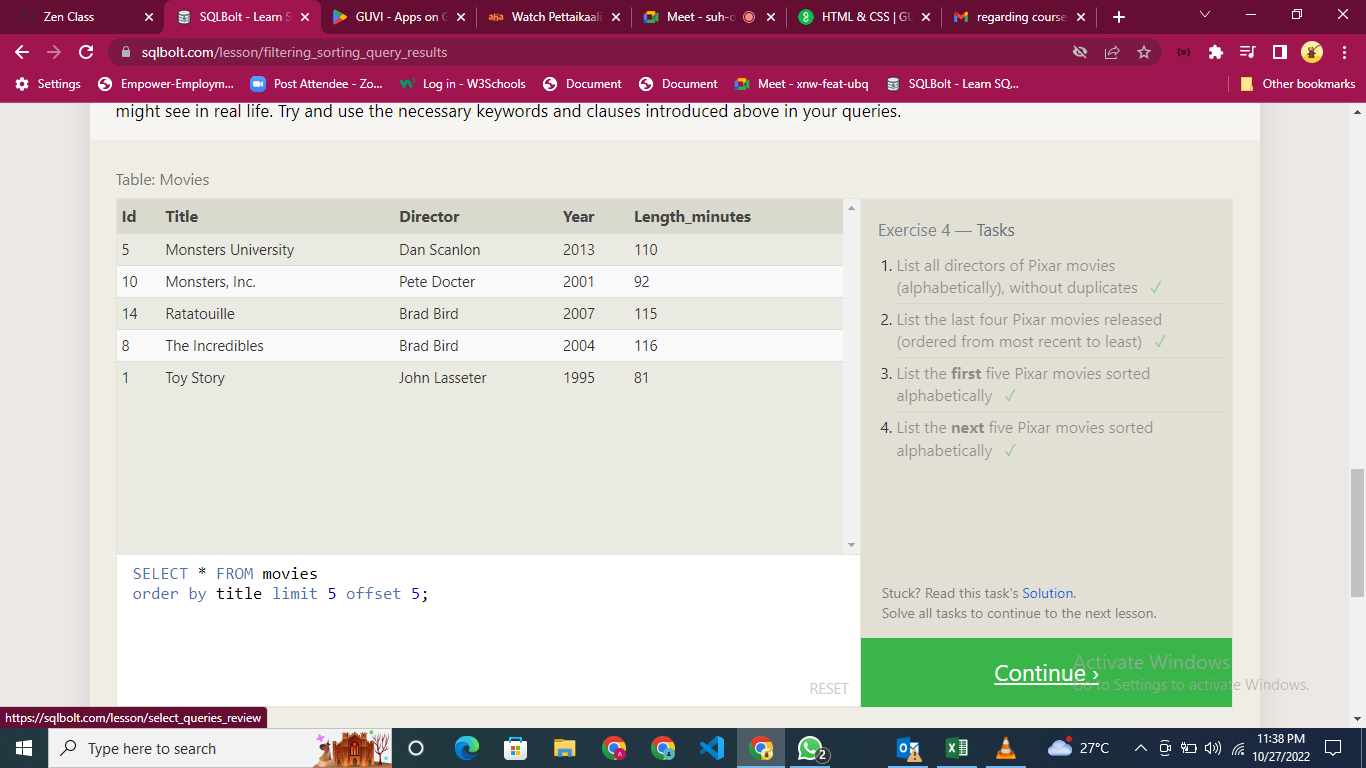 Zen Class
SQLBolt - Learn S
GUVI - Apps on G
aha Watch Pettaikaali
Meet - suh-o
HTML & CSS | GU
regarding course
sqlbolt.com/lesson/filtering_sorting_query_results
Settings
Empower-Employm...
Post Attendee - Zo...
Log in - W3Schools
Document
Document
Meet - xnw-feat-ubq
SQLBolt - Learn SQ...
Other bookmarks
might see in real life. Try and use the necessary keywords and clauses introduced above in your queries.
Table: Movies
Id Title Director Year Length_minutes
5 Monsters University Dan Scanlon 2013 110
10 Monsters, Inc. Pete Docter 2001 92
14 Ratatouille Brad Bird 2007 115
8 The Incredibles Brad Bird 2004 116
1 Toy Story John Lasseter 1995 81
SELECT * FROM movies
order by title limit 5 offset 5;
RESET
Exercise 4 — Tasks
1. List all directors of Pixar movies
(alphabetically), without duplicates ✓
2. List the last four Pixar movies released
(ordered from most recent to least) ✓
3. List the first five Pixar movies sorted
alphabetically ✓
4. List the next five Pixar movies sorted
alphabetically ✓
Stuck? Read this task's Solution.
Solve all tasks to continue to the next lesson.
Continue ›
Activate Windows
Go to Settings to activate Windows.
https://sqlbolt.com/lesson/select_queries_review
Type here to search
2
27°C
11:38 PM
10/27/2022